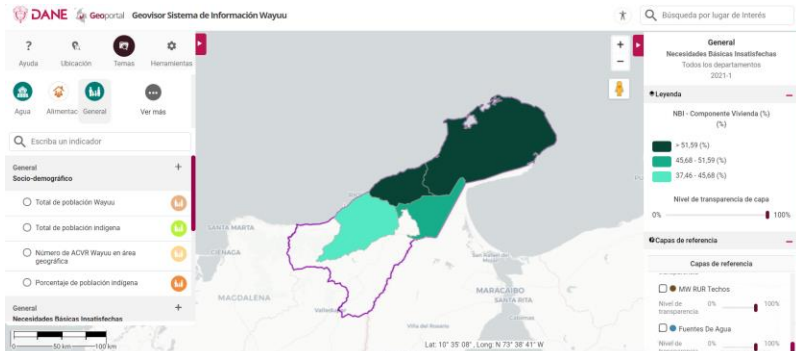 DANE
Geoportal
Geovisor Sistema de Información Wayuu
Búsqueda por lugar de Interés
Ayuda
Ubicación
Temas
Herramientas
Agua
Alimentac
General
Ver más
Escriba un indicador
General
Socio-demográfico
Total de población Wayuu
Total de población indígena
Número de ACVR Wayuu en área
geográfica
Porcentaje de población indígena
General
Necesidades Básicas Insatisfechas
50 km
100 km
SANTA MARTA
CIENAGA
MAGDALENA
Valledupar
San Rafael de
MARACAIBO
SANTA RITA
Cabimas
Villa del Rosario
Lat: 10° 35' 08", Long: N 73° 38' 41" W
General
Necesidades Básicas Insatisfechas
Todos los departamentos
2021-1
Leyenda
NBI - Componente Vivienda (%)
(%)
> 51,59 (%)
45,68 - 51,59 (%)
37,46 - 45,68 (%)
Nivel de transparencia de capa
0%
100%
Capas de referencia
Capas de referencia
transparencia
MW RUR Techos
Nivel de
transparencia
0%
100%
Fuentes De Agua
Nivel de
transparencia
0%
100%